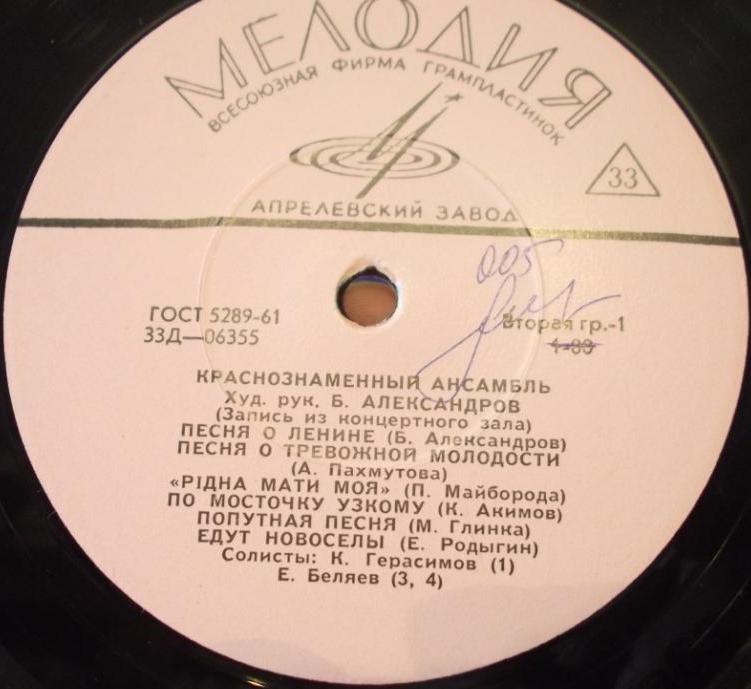 МЕЛОДИЯ
ВСЕСОЮЗНАЯ ФИРМА ГРАМПЛАСТИНОК
33
АПРЕЛЕВСКИЙ ЗАВОД
005
ГОСТ 5289-61
33Д—06355
Вторая гр.-1
КРАСНОЗНАМЕННЫЙ АНСАМБЛЬ
Худ. рук. Б. АЛЕКСАНДРОВ
(Запись из концертного зала)
ПЕСНЯ О ЛЕНИНЕ (Б. Александров)
ПЕСНЯ О ТРЕВОЖНОЙ МОЛОДОСТИ
(А. Пахмутова)
«РІДНА МАТИ МОЯ» (П. Майборода)
ПО МОСТОЧКУ УЗКОМУ (К. Акимов)
ПОПУТНАЯ ПЕСНЯ (М. Глинка)
ЕДУТ НОВОСЕЛЫ (Е. Родыгин)
Солисты: К. Герасимов (1)
Е. Беляев (3, 4)